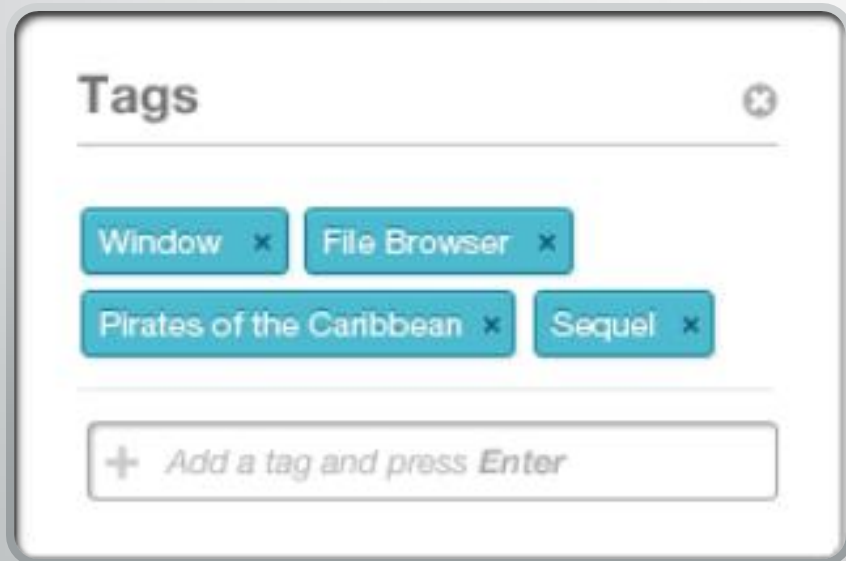 Tags
Window × File Browser ×
Pirates of the Caribbean × Sequel ×
+ Add a tag and press Enter